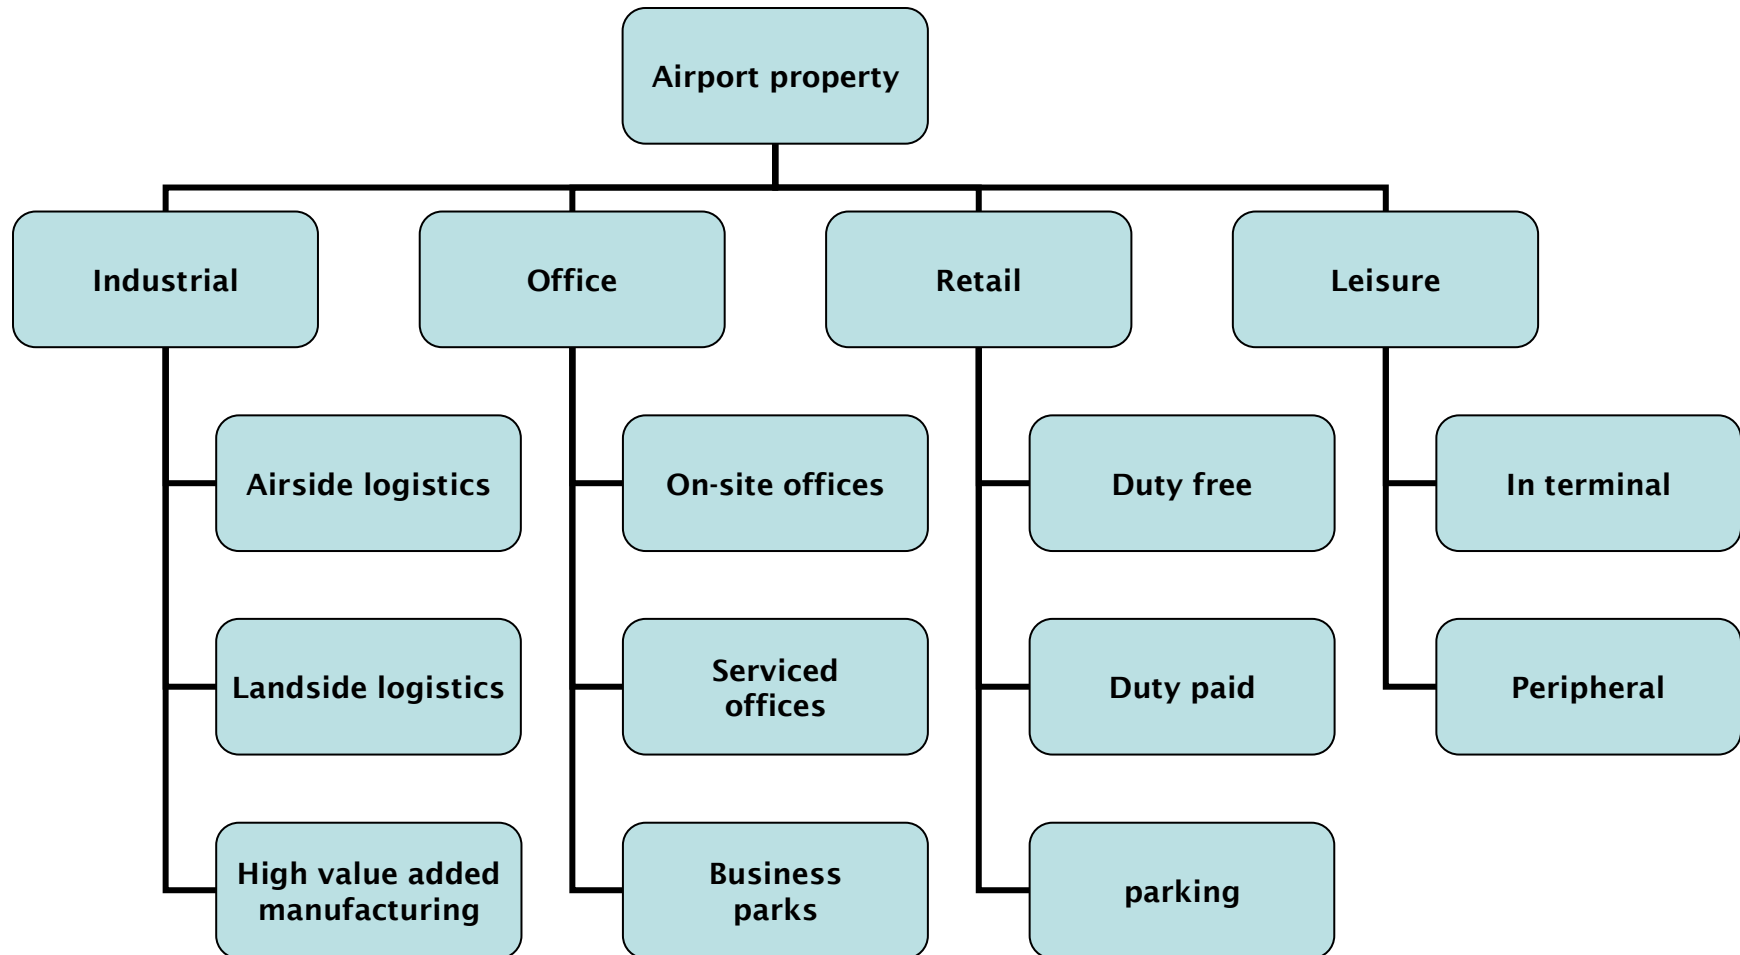 Airport property
Industrial
Office
Retail
Leisure
Airside logistics
On-site offices
Duty free
In terminal
Landside logistics
Serviced
offices
Duty paid
Peripheral
High value added
manufacturing
Business
parks
parking